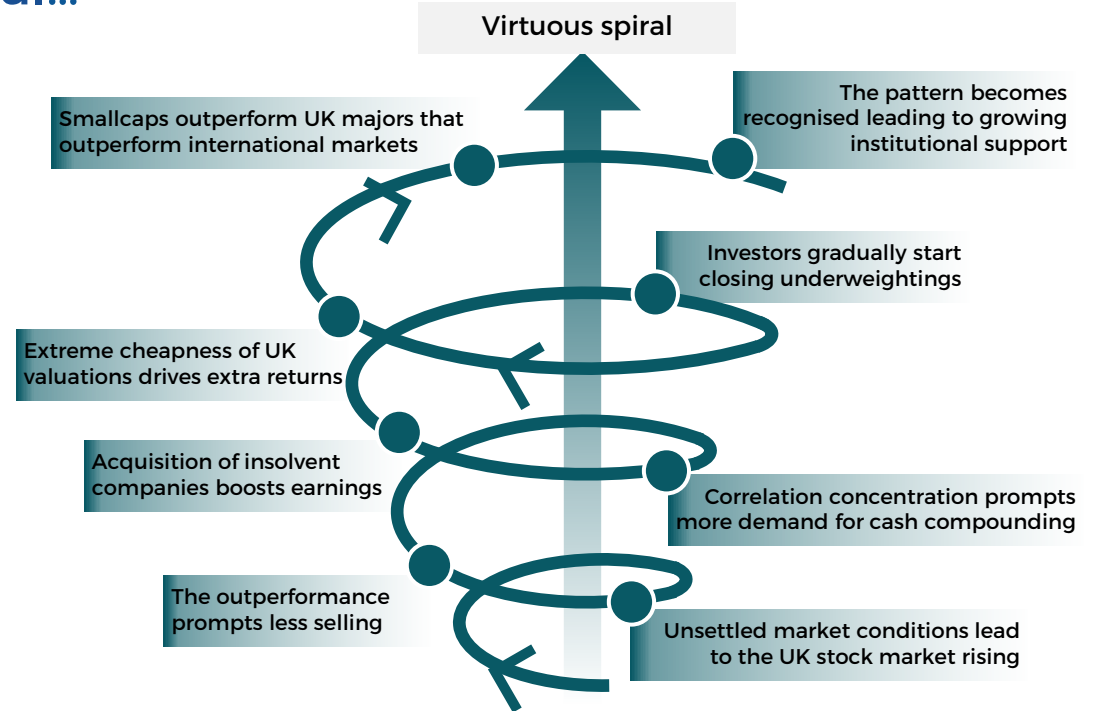 Virtuous spiral
Smallcaps outperform UK majors that
outperform international markets
The pattern becomes
recognised leading to growing
institutional support
Investors gradually start
closing underweightings
Extreme cheapness of UK
valuations drives extra returns
Acquisition of insolvent
companies boosts earnings
Correlation concentration prompts
more demand for cash compounding
The outperformance
prompts less selling
Unsettled market conditions lead
to the UK stock market rising